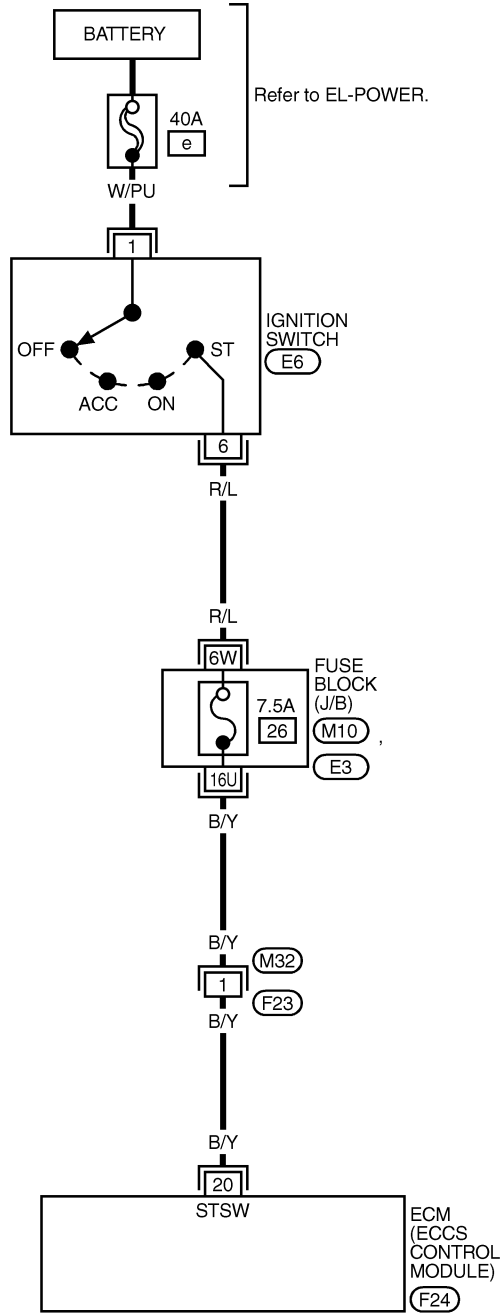 BATTERY
Refer to EL-POWER.
40A
e
W/PU
1
IGNITION
SWITCH
E6
OFF
ST
ACC
ON
6
R/L
R/L
6W
FUSE
BLOCK
(J/B)
7.5A
26
M10 ,
E3
16U
B/Y
B/Y
M32
1
F23
B/Y
B/Y
20
STSW
ECM
(ECCS
CONTROL
MODULE)
F24